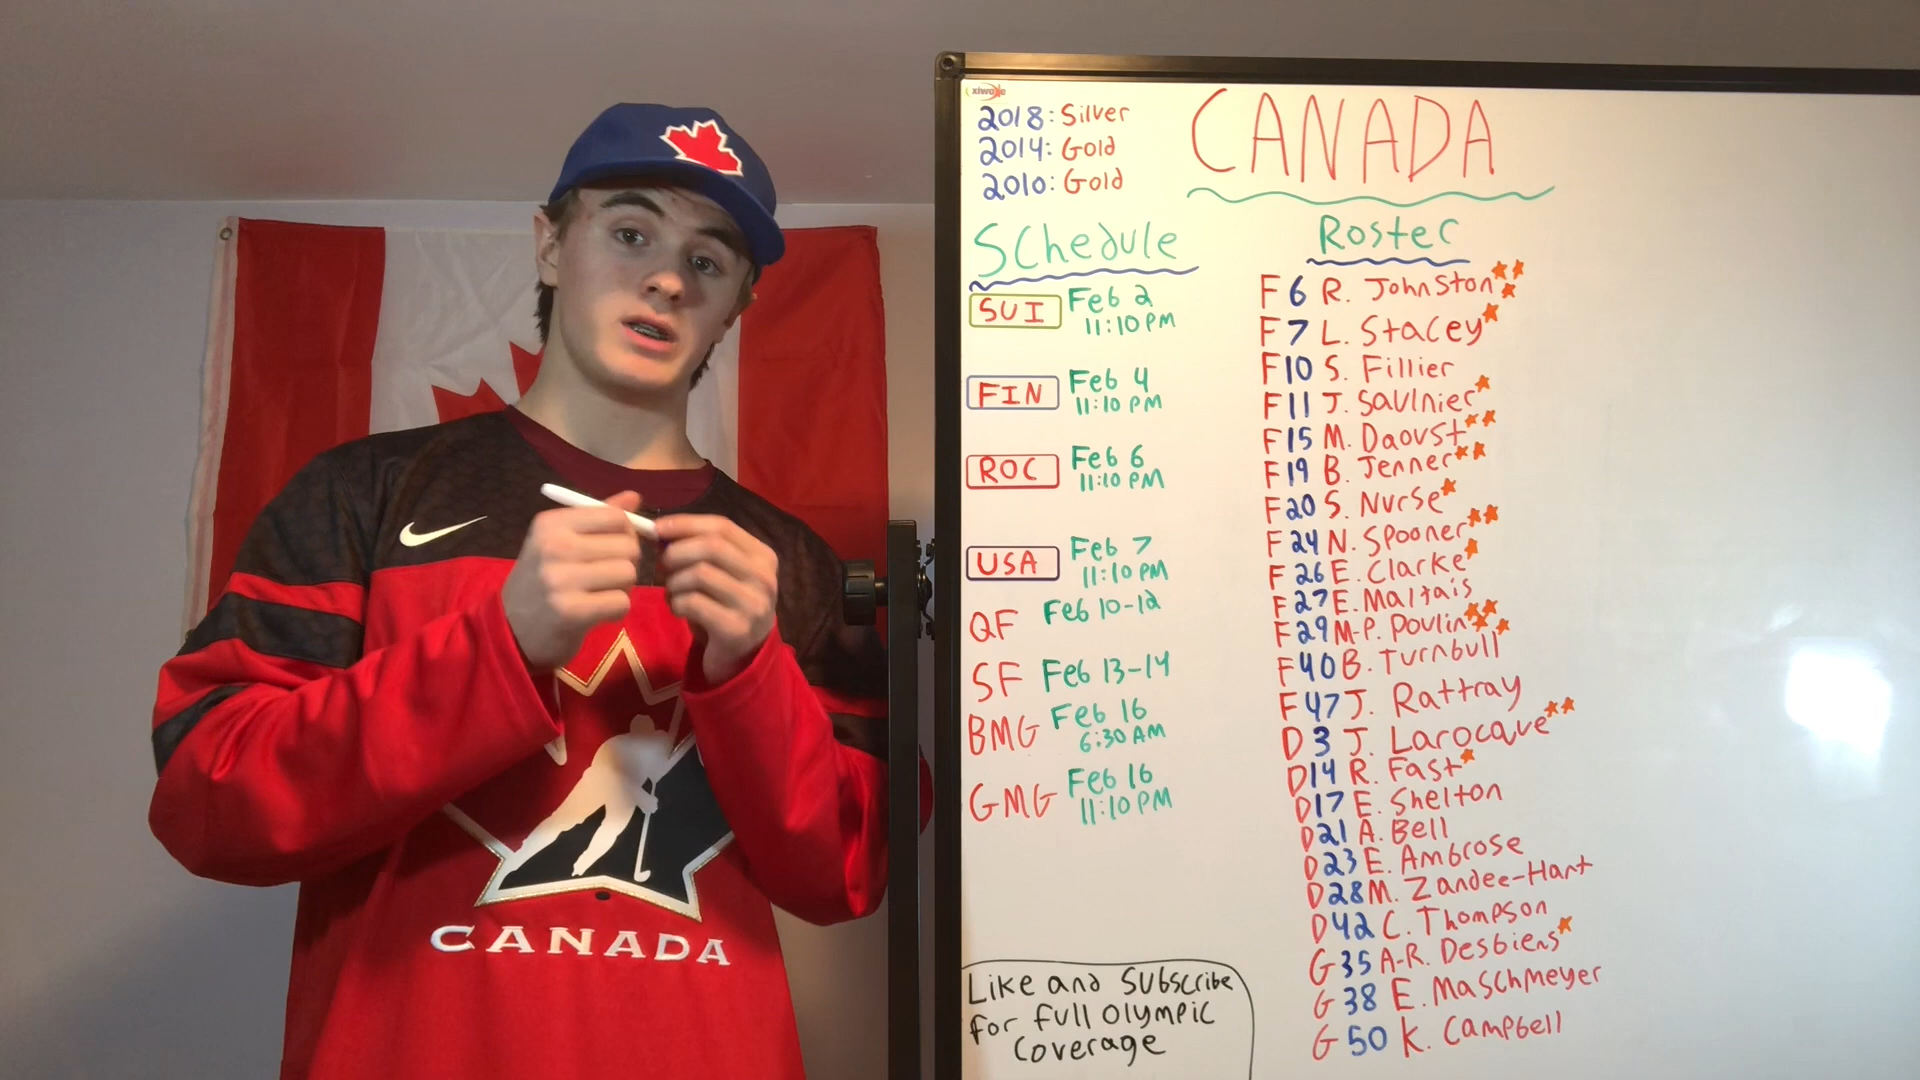 xiwode
2018: Silver
2014: Gold
2010: Gold
CANADA
Schedule
SUI Feb 2
11:10 PM
FIN Feb 4
11:10 PM
ROC Feb 6
11:10 PM
USA Feb 7
11:10 PM
QF Feb 10-12
SF Feb 13-14
BMG Feb 16
6:30 AM
GMG Feb 16
11:10 PM
Like and Subscribe
for full Olympic
Coverage
Roster
F 6 R. Johnston
F 7 L. Stacey
F 10 S. Fillier
F 11 J. Saulnier
F 15 M. Daoust
F 19 B. Jenner
F 20 S. Nurse
F 24 N. Spooner
F 26 E. Clarke
F 27 E. Maltais
F 29 M-P. Poulin
F 40 B. Turnbull
F 47 J. Rattray
D 3 J. Larocque
D 14 R. Fast
D 17 E. Shelton
D 21 A. Bell
D 23 E. Ambrose
D 28 M. Zandee-Hart
D 42 C. Thompson
G 35 A-R. Desbiens
G 38 E. Maschmeyer
G 50 K. Campbell
CANADA